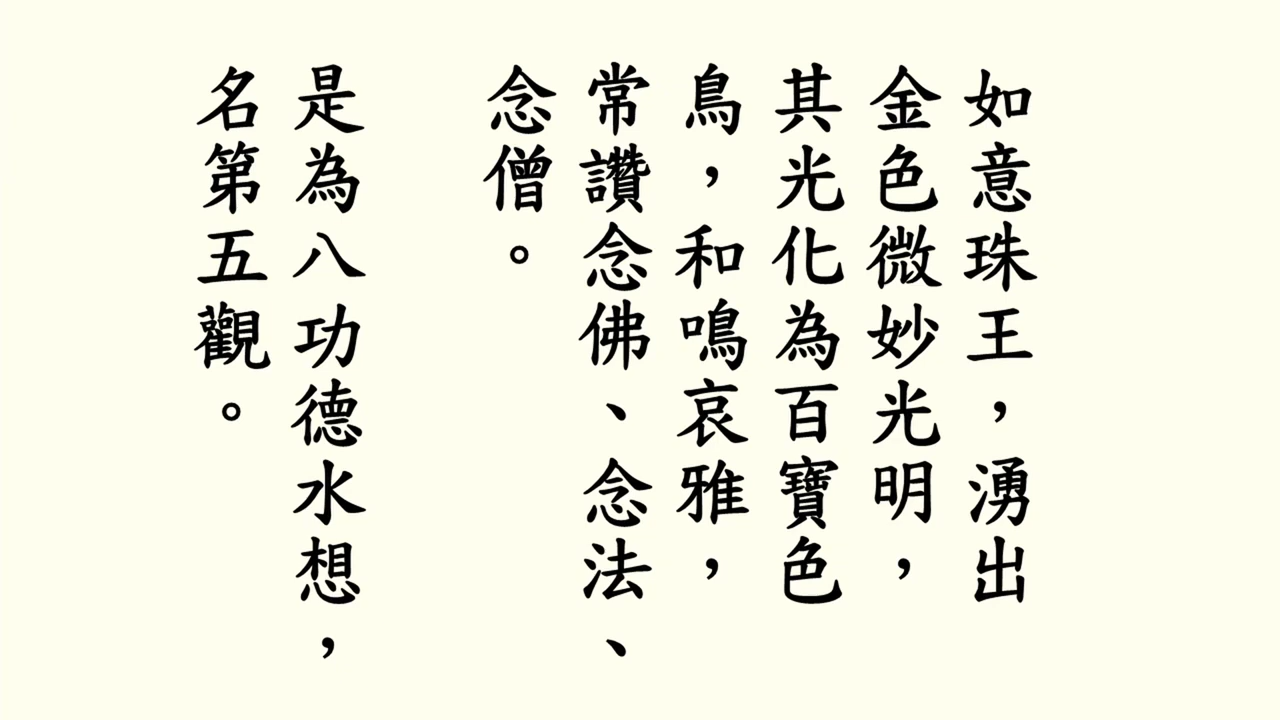 如意珠王，湧出
金色微妙光明，
其光化為百寶色
鳥，和鳴哀雅，
常讚念佛、念法、
念僧。
是為八功德水想，
名第五觀。